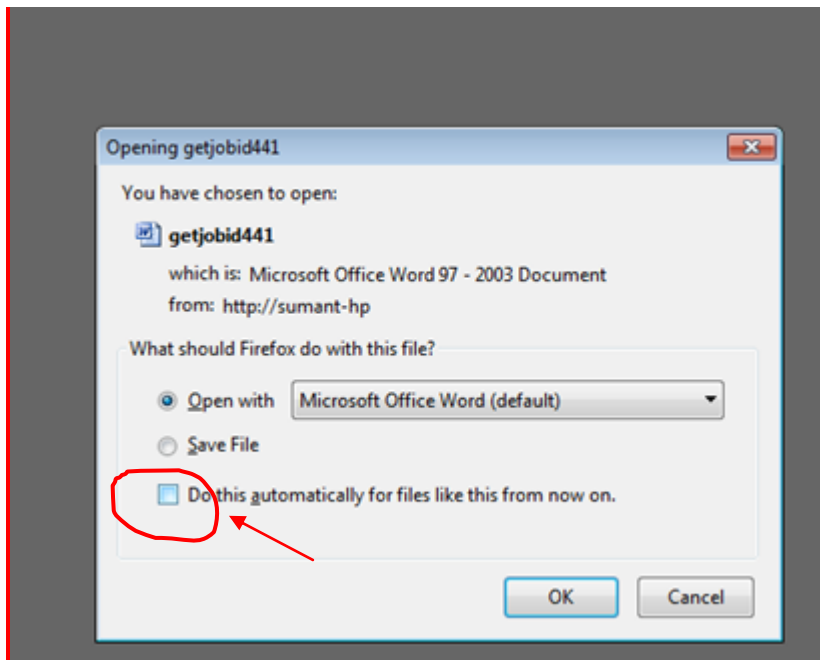 Opening getjobid441
You have chosen to open:
getjobid441
which is: Microsoft Office Word 97 - 2003 Document
from: http://sumant-hp
What should Firefox do with this file?
Open with Microsoft Office Word (default)
Save File
Do this automatically for files like this from now on.
OK Cancel